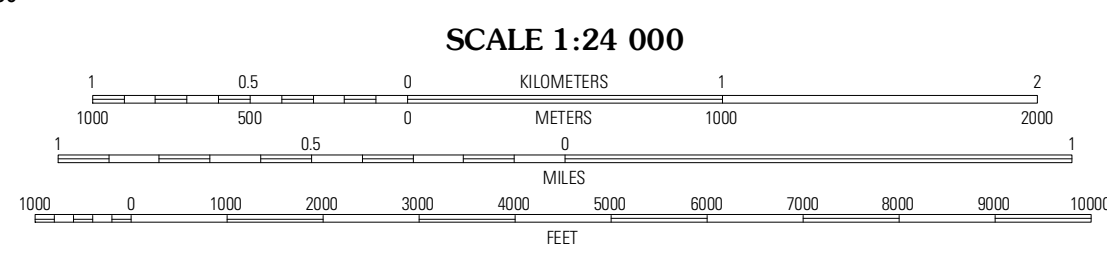 SCALE 1:24 000
1 0.5 0 KILOMETERS 1 2
1000 500 0 METERS 1000 2000
1 0.5 0 1
MILES
1000 0 1000 2000 3000 4000 5000 6000 7000 8000 9000 10000
FEET